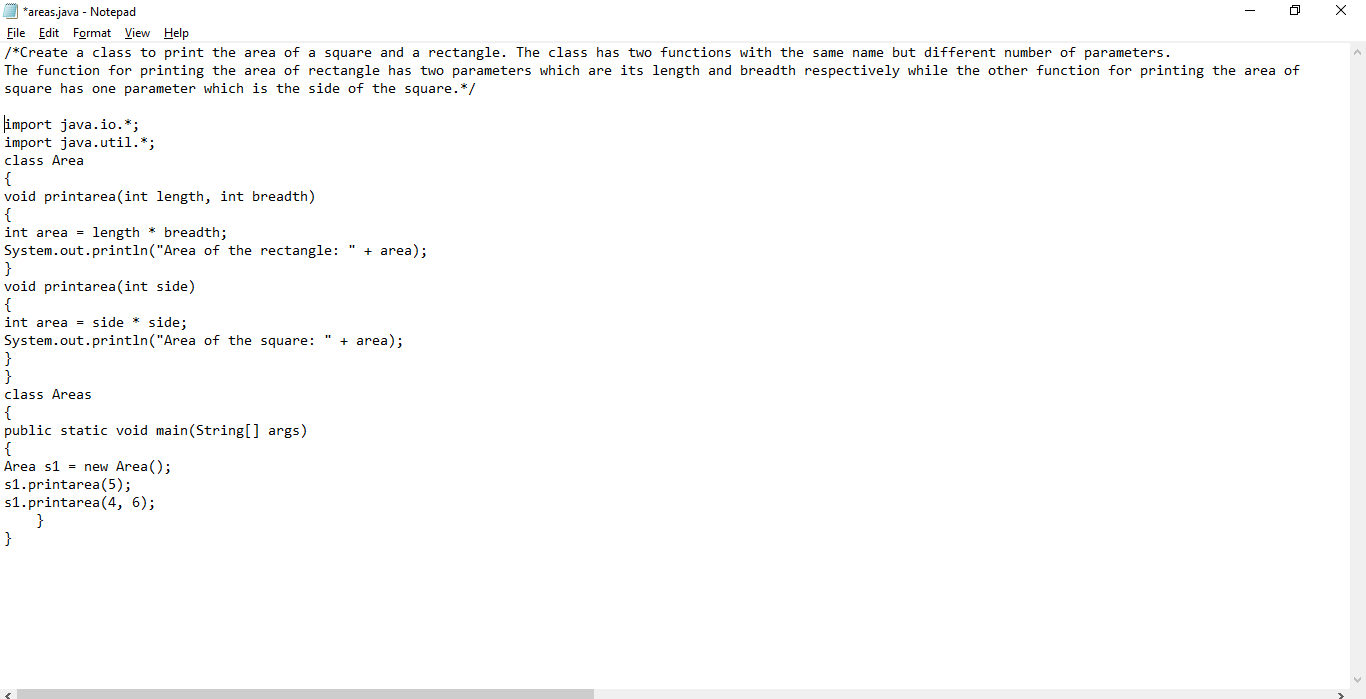 *areas.java - Notepad
File Edit Format View Help
/*Create a class to print the area of a square and a rectangle. The class has two functions with the same name but different number of parameters.
The function for printing the area of rectangle has two parameters which are its length and breadth respectively while the other function for printing the area of
square has one parameter which is the side of the square.*/

import java.io.*;
import java.util.*;
class Area
{
void printarea(int length, int breadth)
{
int area = length * breadth;
System.out.println("Area of the rectangle: " + area);
}
void printarea(int side)
{
int area = side * side;
System.out.println("Area of the square: " + area);
}
}
class Areas
{
public static void main(String[] args)
{
Area s1 = new Area();
s1.printarea(5);
s1.printarea(4, 6);
    }
}